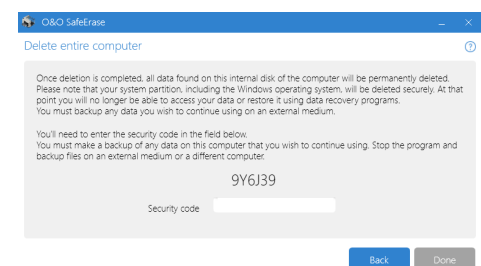 O&O SafeErase
Delete entire computer
Once deletion is completed, all data found on this internal disk of the computer will be permanently deleted.
Please note that your system partition, including the Windows operating system, will be deleted securely. At that
point you will no longer be able to access your data or restore it using data recovery programs.
You must backup any data you wish to continue using on an external medium.
You'll need to enter the security code in the field below.
You must make a backup of any data on this computer that you wish to continue using. Stop the program and
backup files on an external medium or a different computer.
9Y6J39
Security code
Back
Done